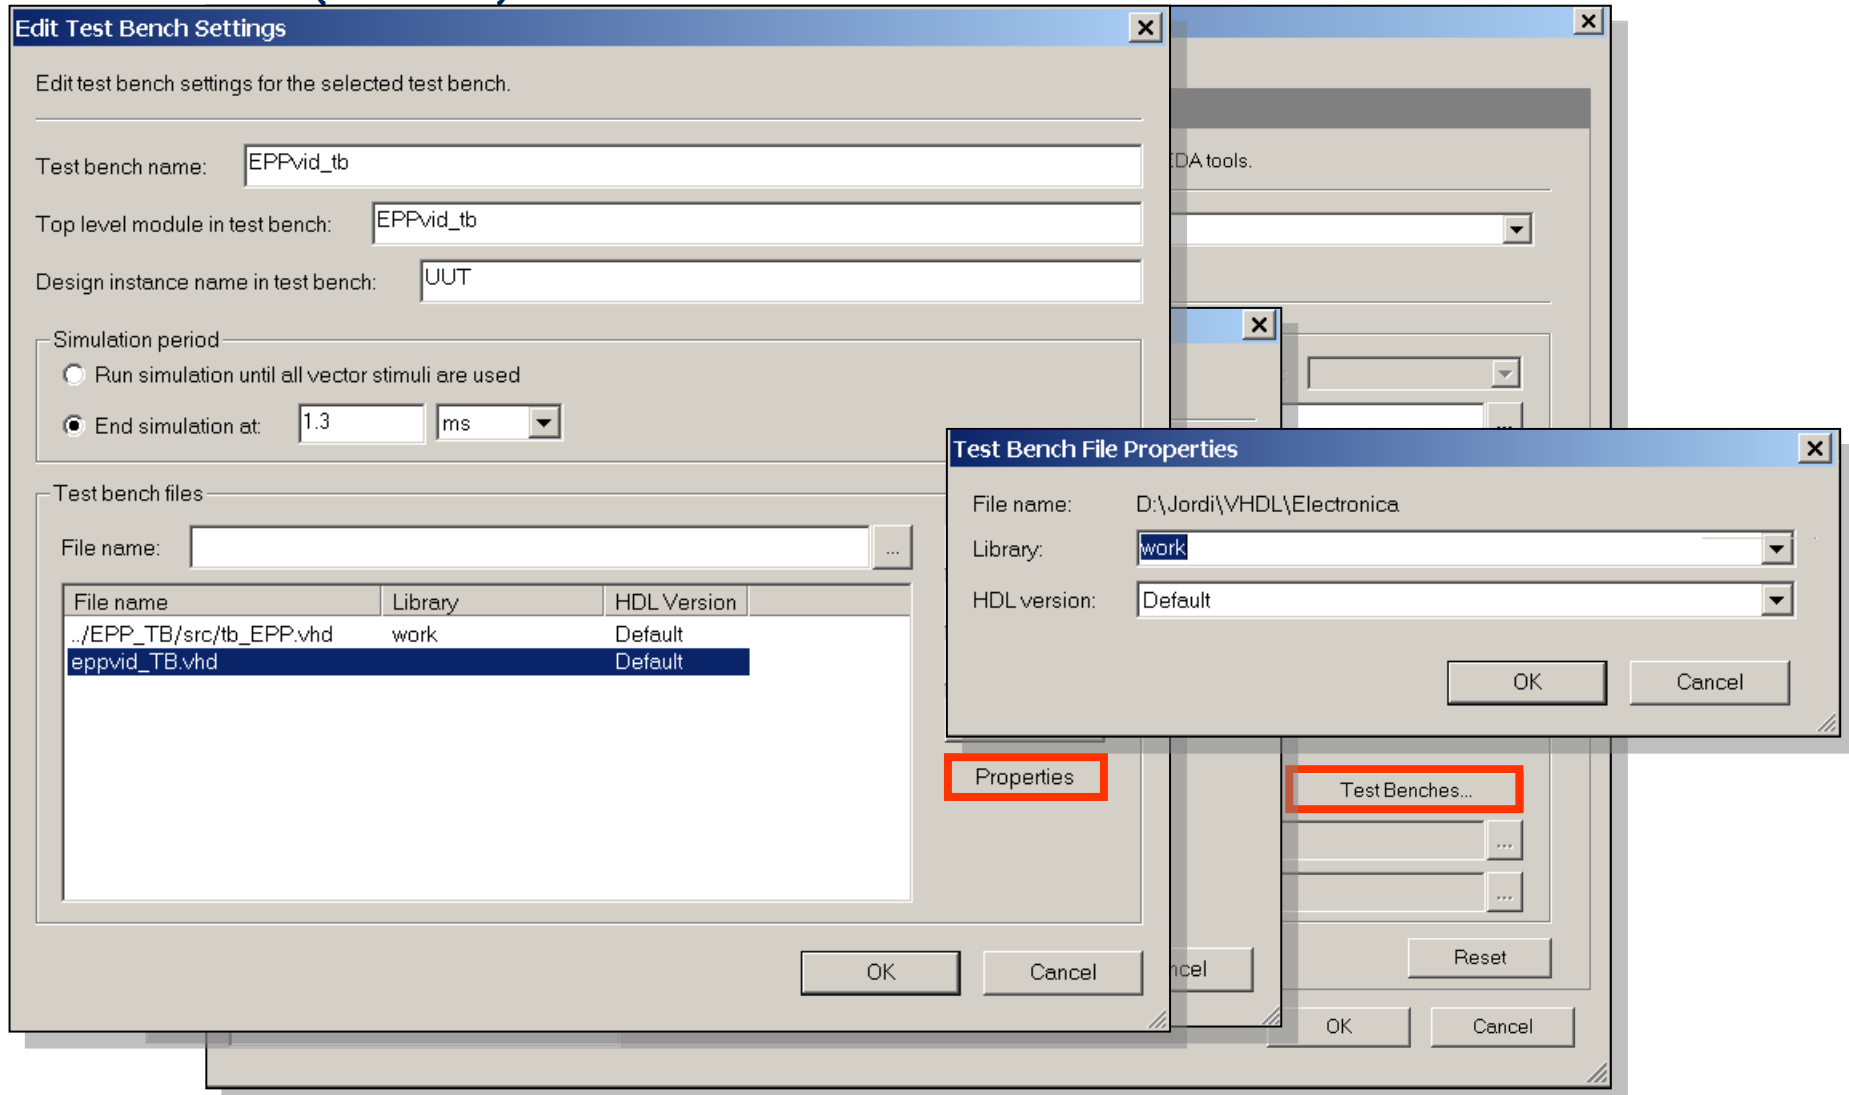 Edit Test Bench Settings
Edit test bench settings for the selected test bench.
Test bench name: EPPvid_tb
Top level module in test bench: EPPvid_tb
Design instance name in test bench: UUT
Simulation period
Run simulation until all vector stimuli are used
End simulation at: 1.3 ms
Test bench files
File name: ...
File name Library HDL Version
../EPP_TB/src/tb_EPP.vhd work Default
eppvid_TB.vhd Default
Properties
OK Cancel
EDA tools.
...
Test Bench File Properties
File name: D:\Jordi\VHDL\Electronica
Library: work
HDL version: Default
OK Cancel
Test Benches...
...
...
Reset
ncel
OK Cancel